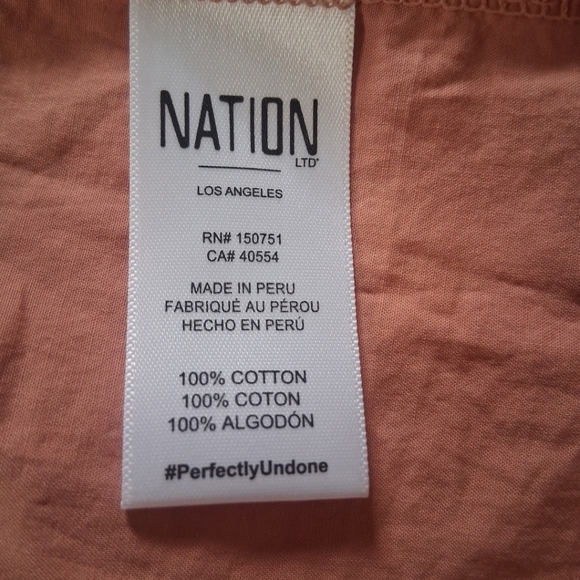 NATION
LTD®
LOS ANGELES
RN# 150751
CA# 40554
MADE IN PERU
FABRIQUÉ AU PÉROU
HECHO EN PERÚ
100% COTTON
100% COTON
100% ALGODÓN
#PerfectlyUndone